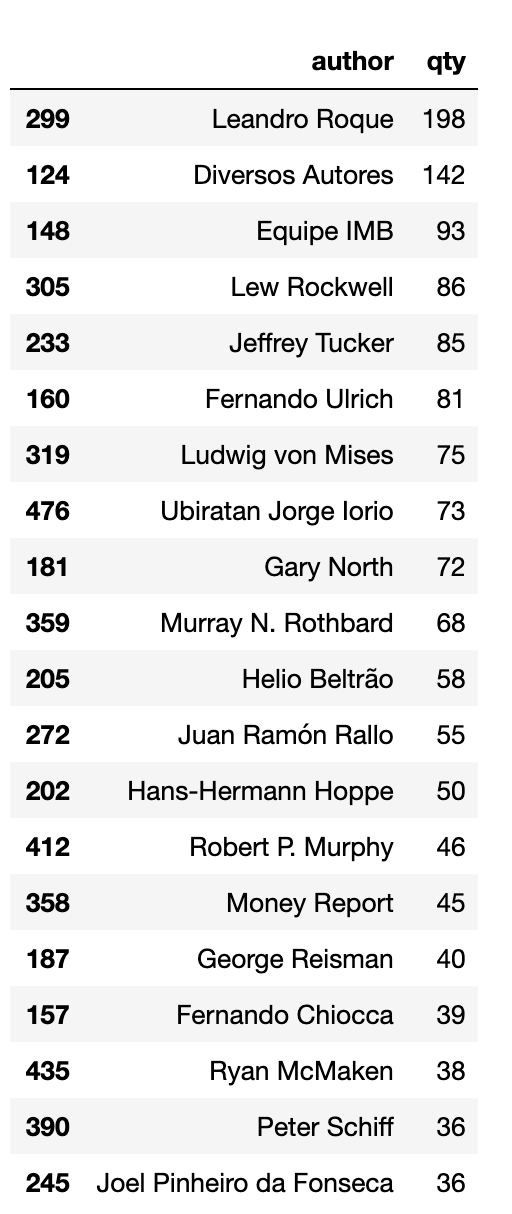 author qty
299 Leandro Roque 198
124 Diversos Autores 142
148 Equipe IMB 93
305 Lew Rockwell 86
233 Jeffrey Tucker 85
160 Fernando Ulrich 81
319 Ludwig von Mises 75
476 Ubiratan Jorge Iorio 73
181 Gary North 72
359 Murray N. Rothbard 68
205 Helio Beltrão 58
272 Juan Ramón Rallo 55
202 Hans-Hermann Hoppe 50
412 Robert P. Murphy 46
358 Money Report 45
187 George Reisman 40
157 Fernando Chiocca 39
435 Ryan McMaken 38
390 Peter Schiff 36
245 Joel Pinheiro da Fonseca 36